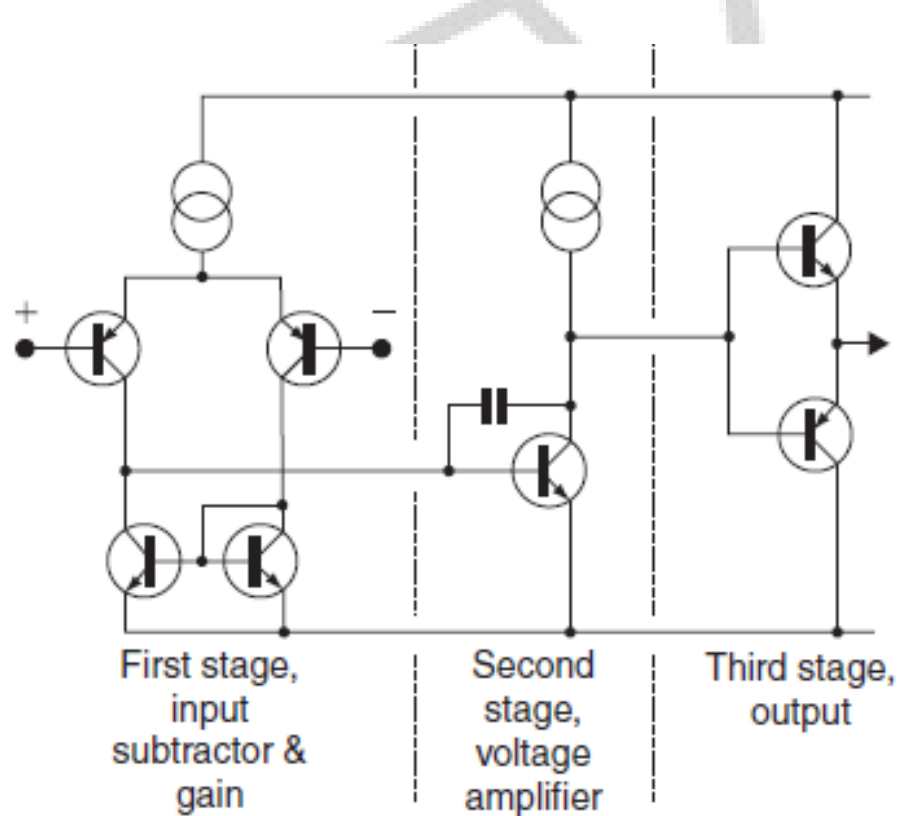 +
−
First stage,
input
subtractor &
gain
Second
stage,
voltage
amplifier
Third stage,
output